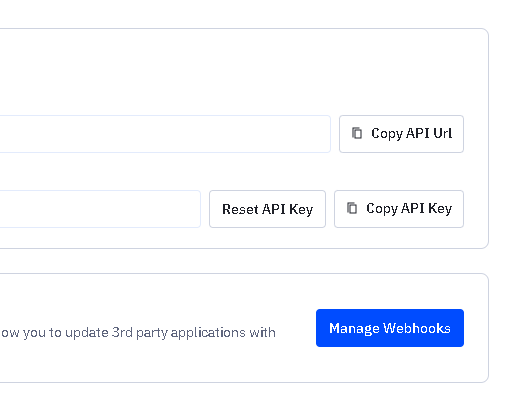 Copy API Url
Reset API Key Copy API Key
ow you to update 3rd party applications with
Manage Webhooks